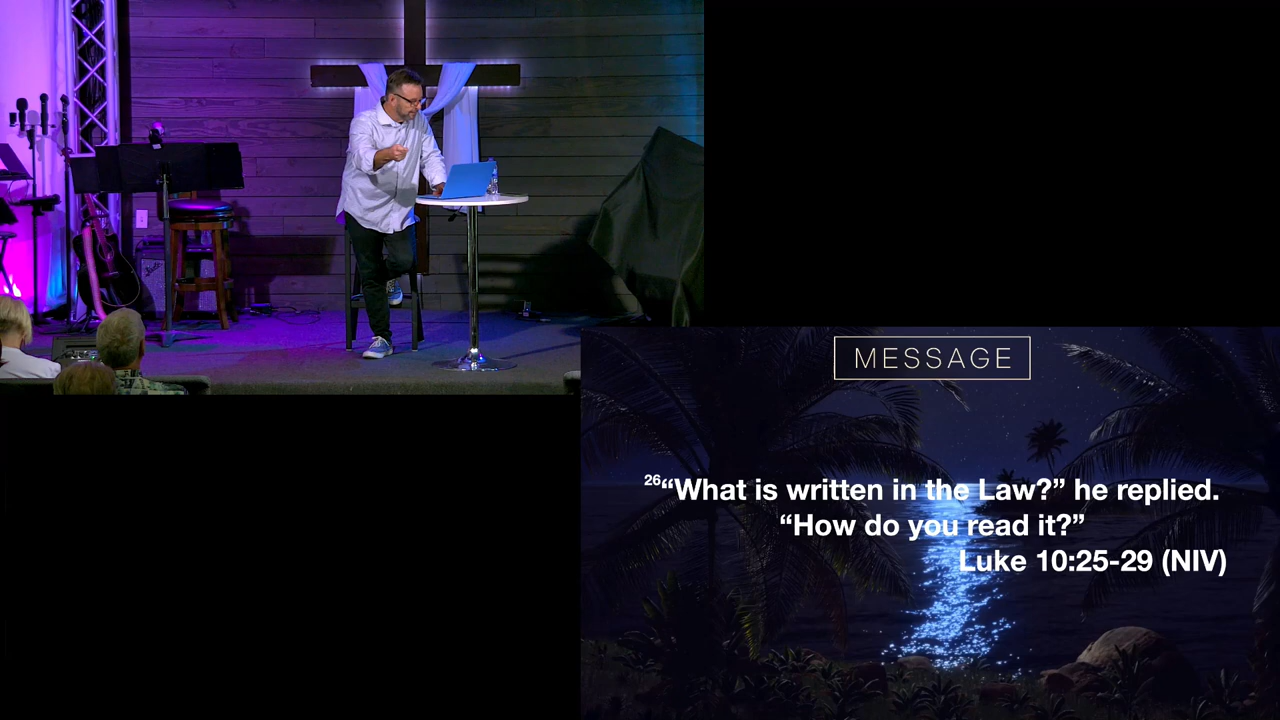 MESSAGE
26“What is written in the Law?” he replied.
“How do you read it?”
Luke 10:25-29 (NIV)